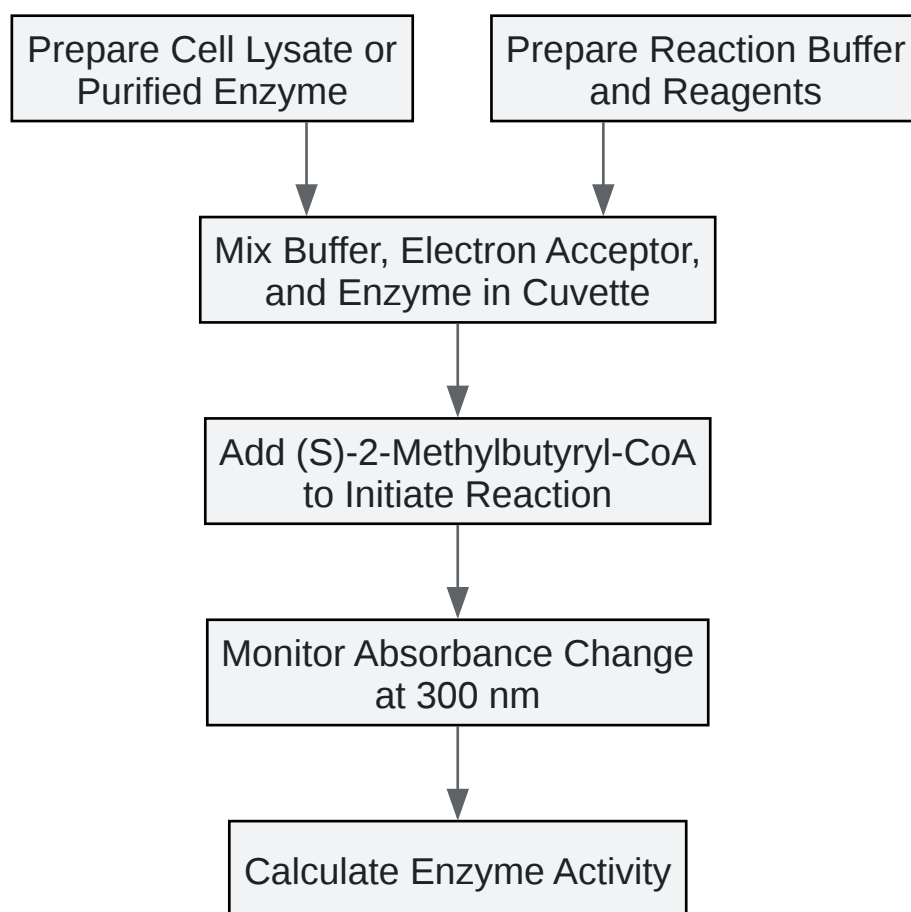 Prepare Cell Lysate or
Purified Enzyme
Prepare Reaction Buffer
and Reagents
Mix Buffer, Electron Acceptor,
and Enzyme in Cuvette
Add (S)-2-Methylbutyryl-CoA
to Initiate Reaction
Monitor Absorbance Change
at 300 nm
Calculate Enzyme Activity